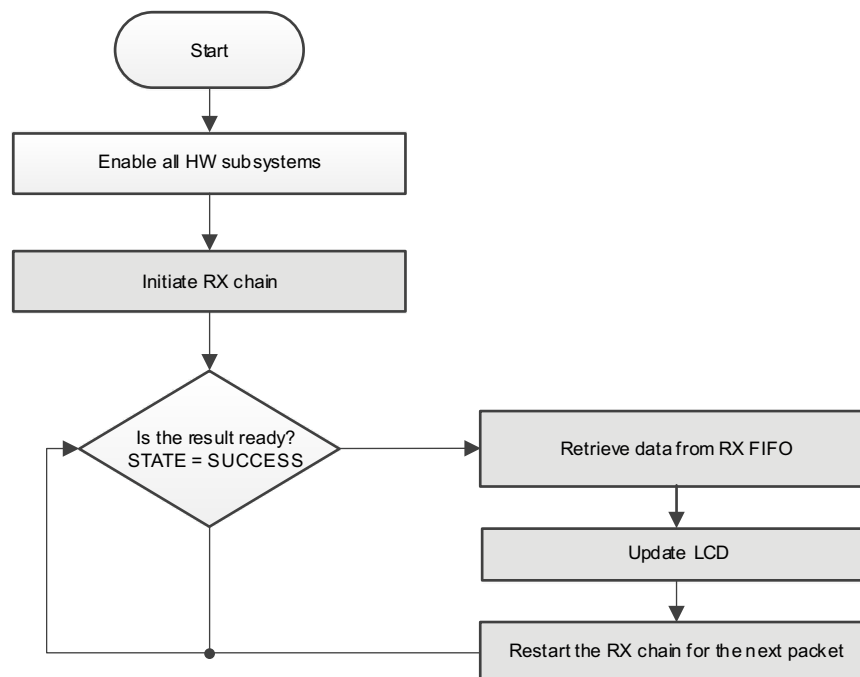 Start
Enable all HW subsystems
Initiate RX chain
Is the result ready?
STATE = SUCCESS
Retrieve data from RX FIFO
Update LCD
Restart the RX chain for the next packet